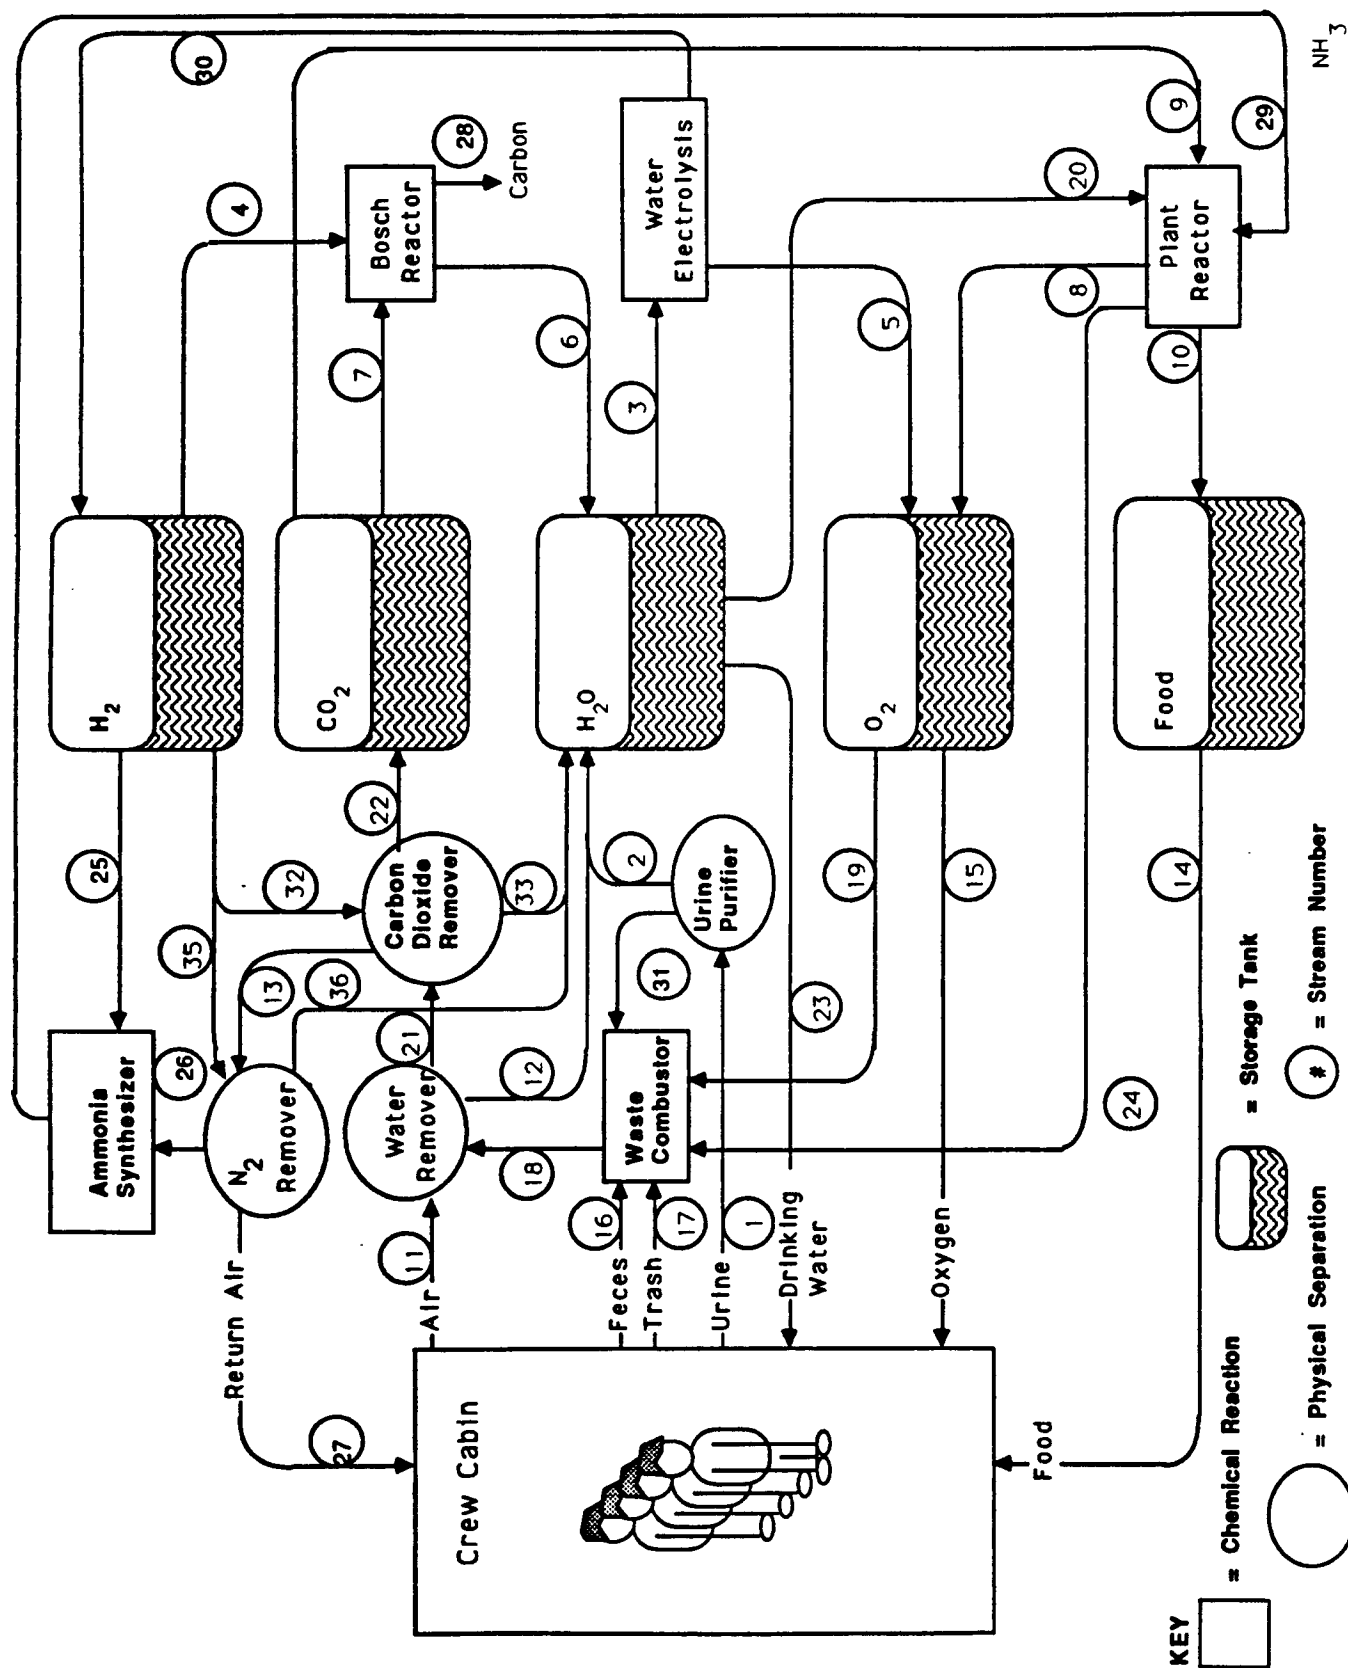 Crew Cabin
Return Air
27
Air
11
Feces
16
Trash
17
Urine
1
Drinking
Water
23
Oxygen
15
Food
14
Ammonia
Synthesizer
26
N2
Remover
13
36
35
25
32
Water
Remover
21
12
18
Carbon
Dioxide
Remover
22
33
Waste
Combustor
31
Urine
Purifier
2
19
24
H2
CO2
H2O
O2
Food
30
4
7
Bosch
Reactor
28
Carbon
6
3
Water
Electrolysis
5
20
8
10
9
Plant
Reactor
29
NH3
KEY
= Chemical Reaction
= Storage Tank
= Physical Separation
# = Stream Number